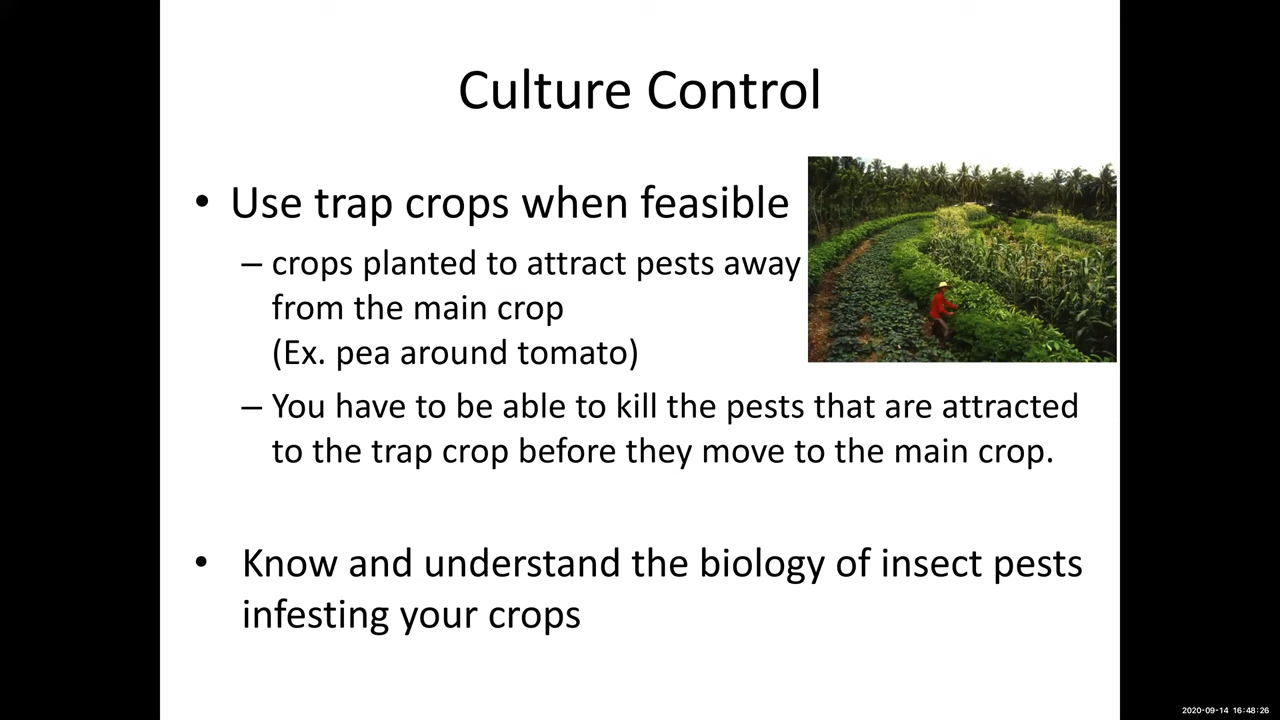 Culture Control
• Use trap crops when feasible
– crops planted to attract pests away
from the main crop
(Ex. pea around tomato)
– You have to be able to kill the pests that are attracted
to the trap crop before they move to the main crop.
• Know and understand the biology of insect pests
infesting your crops
2020-09-14 16:48:26